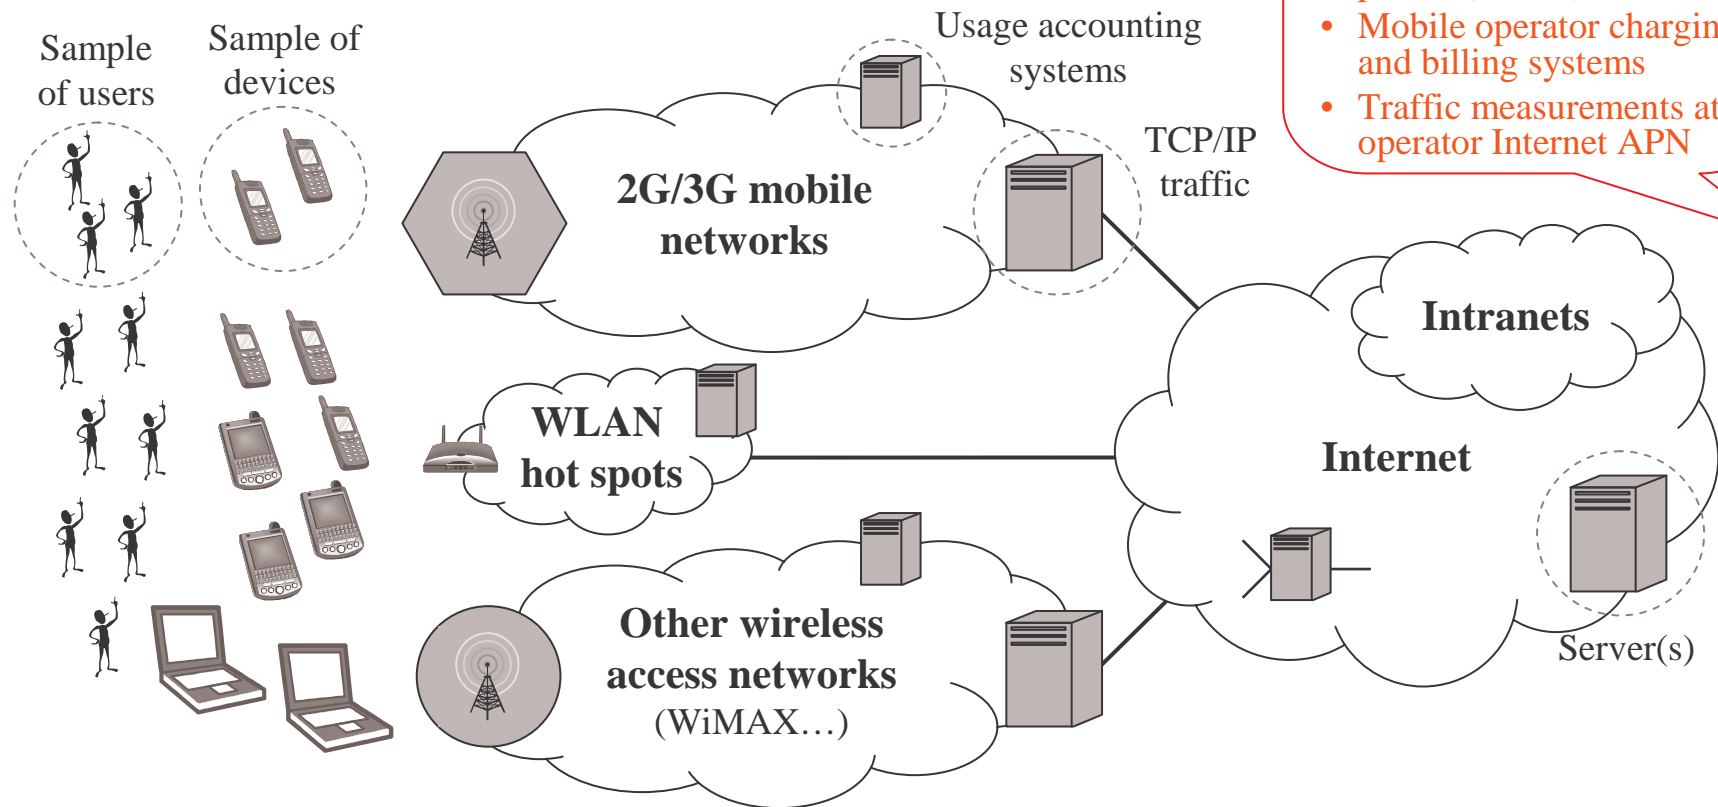 Sample
of users
Sample of
devices
Usage accounting
systems
• Mobile operator
and billing systems
• Traffic measurements at
operator Internet APN
TCP/IP
traffic
2G/3G mobile
networks
Intranets
WLAN
hot spots
Internet
Other wireless
access networks
(WiMAX…)
Server(s)